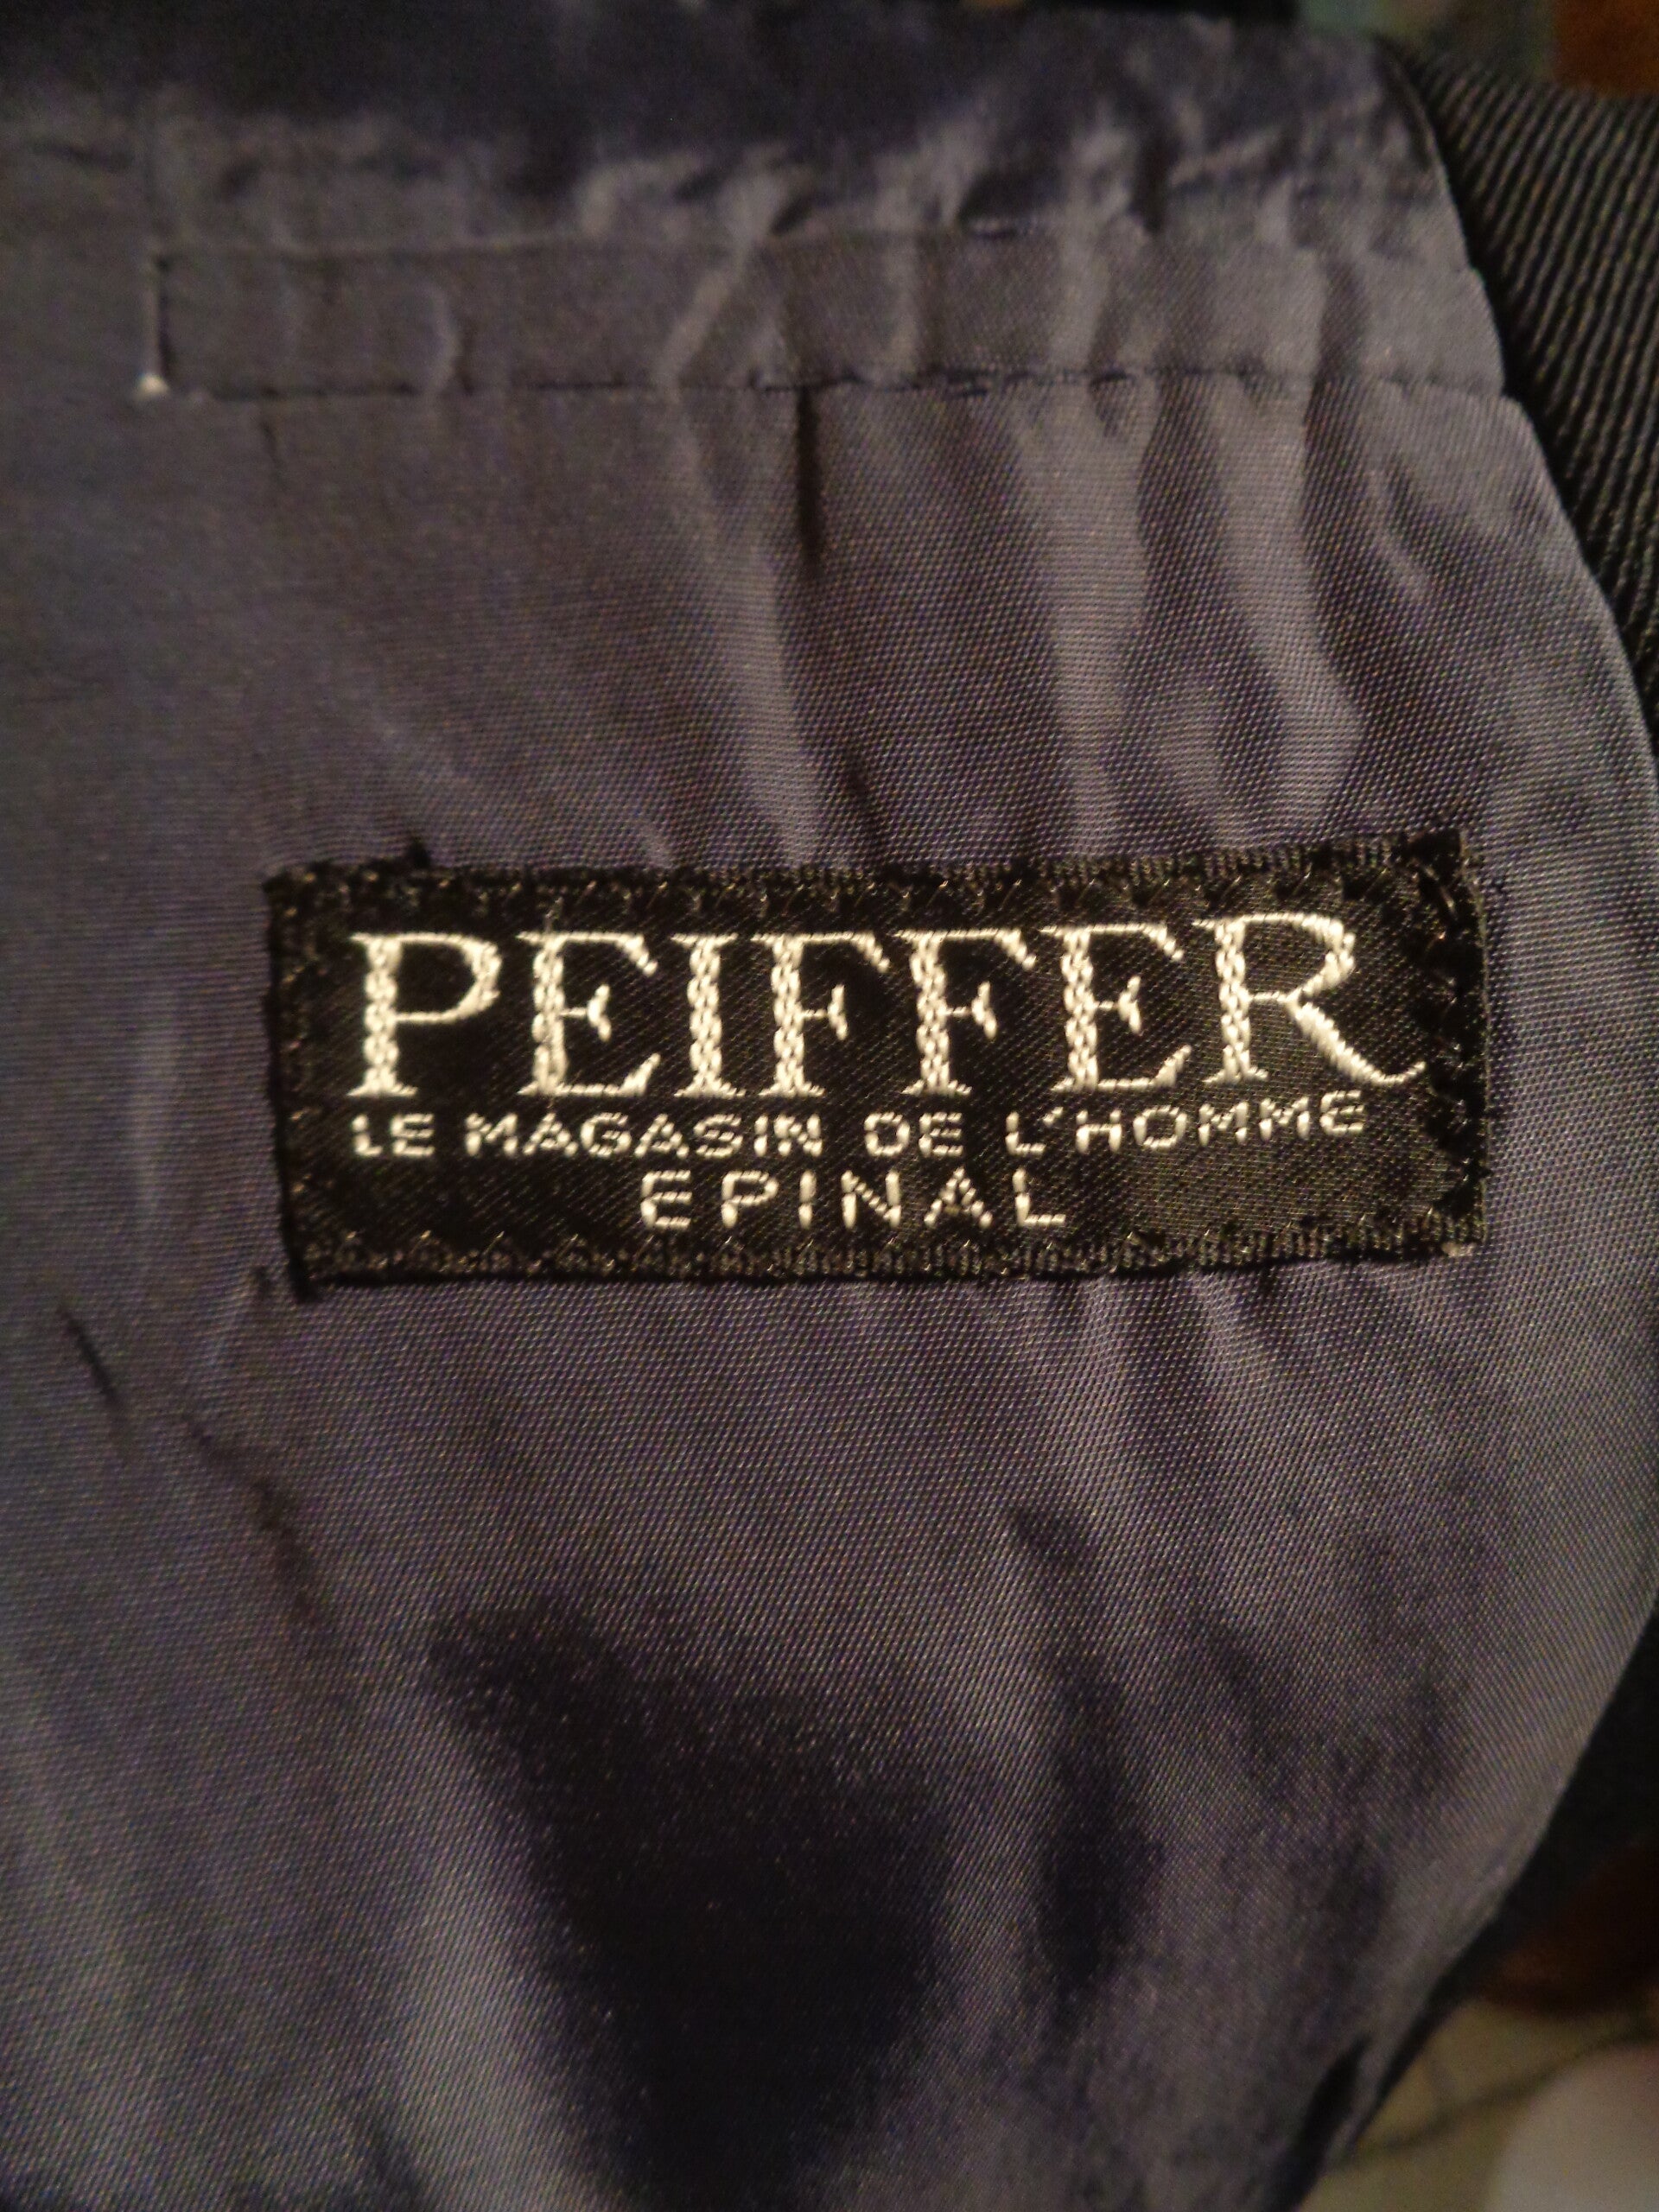 PEIFFER
LE MAGASIN DE L'HOMME
EPINAL